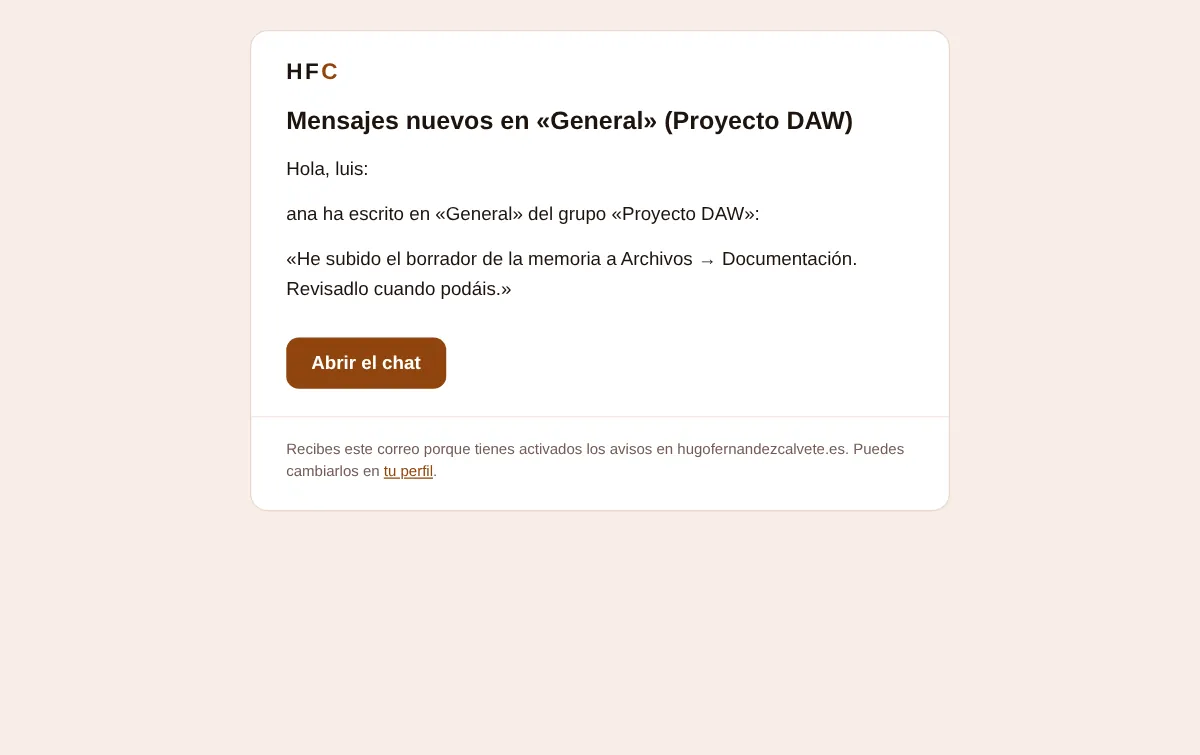 HFC
Mensajes nuevos en «General» (Proyecto DAW)
Hola, luis:
ana ha escrito en «General» del grupo «Proyecto DAW»:
«He subido el borrador de la memoria a Archivos → Documentación.
Revisadlo cuando podáis.»
Abrir el chat
Recibes este correo porque tienes activados los avisos en hugofernandezcalvete.es. Puedes
cambiarlos en tu perfil.